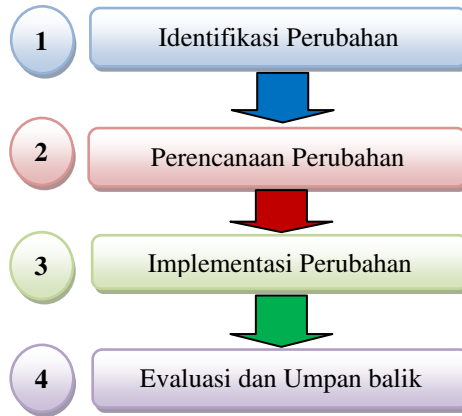 1 Identifikasi Perubahan
2 Perencanaan Perubahan
3 Implementasi Perubahan
4 Evaluasi dan Umpan balik